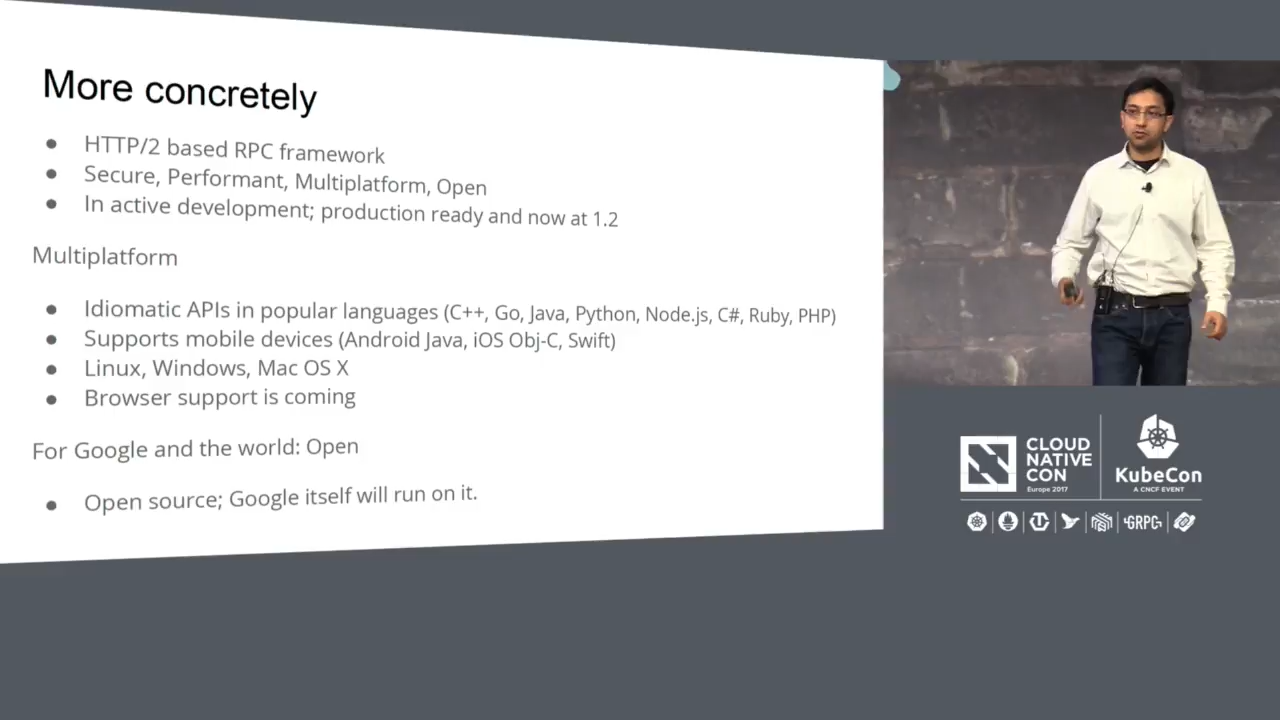 More concretely
● HTTP/2 based RPC framework
● Secure, Performant, Multiplatform, Open
● In active development; production ready and now at 1.2
Multiplatform
● Idiomatic APIs in popular languages (C++, Go, Java, Python, Node.js, C#, Ruby, PHP)
● Supports mobile devices (Android Java, iOS Obj-C, Swift)
● Linux, Windows, Mac OS X
● Browser support is coming
For Google and the world: Open
● Open source; Google itself will run on it.
CLOUD
NATIVE
CON
Europe 2017
KubeCon
A CNCF EVENT
GRPC